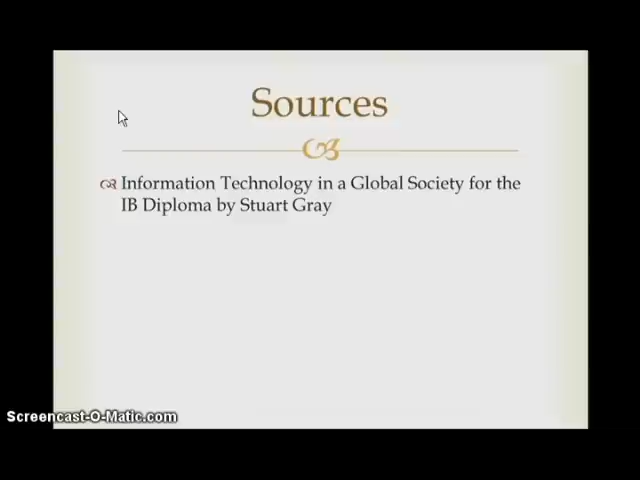 Sources
Information Technology in a Global Society for the
IB Diploma by Stuart Gray
Screencast-O-Matic.com